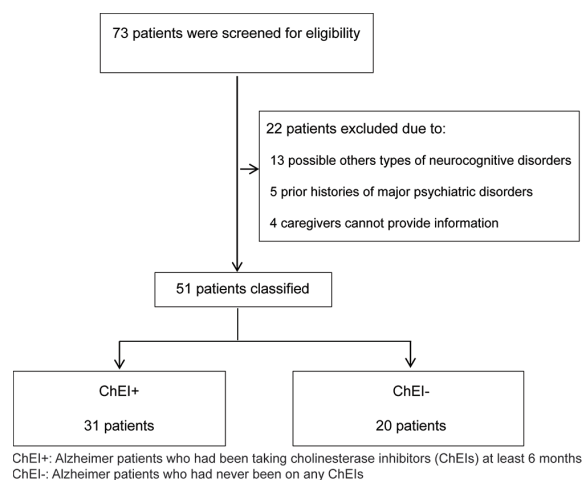 73 patients were screened for eligibility
22 patients excluded due to:
13 possible others types of neurocognitive disorders
5 prior histories of major psychiatric disorders
4 caregivers cannot provide information
51 patients classified
ChEI+
31 patients
ChEI-
20 patients
ChEI+: Alzheimer patients who had been taking cholinesterase inhibitors (ChEIs) at least 6 months
ChEI-: Alzheimer patients who had never been on any ChEIs